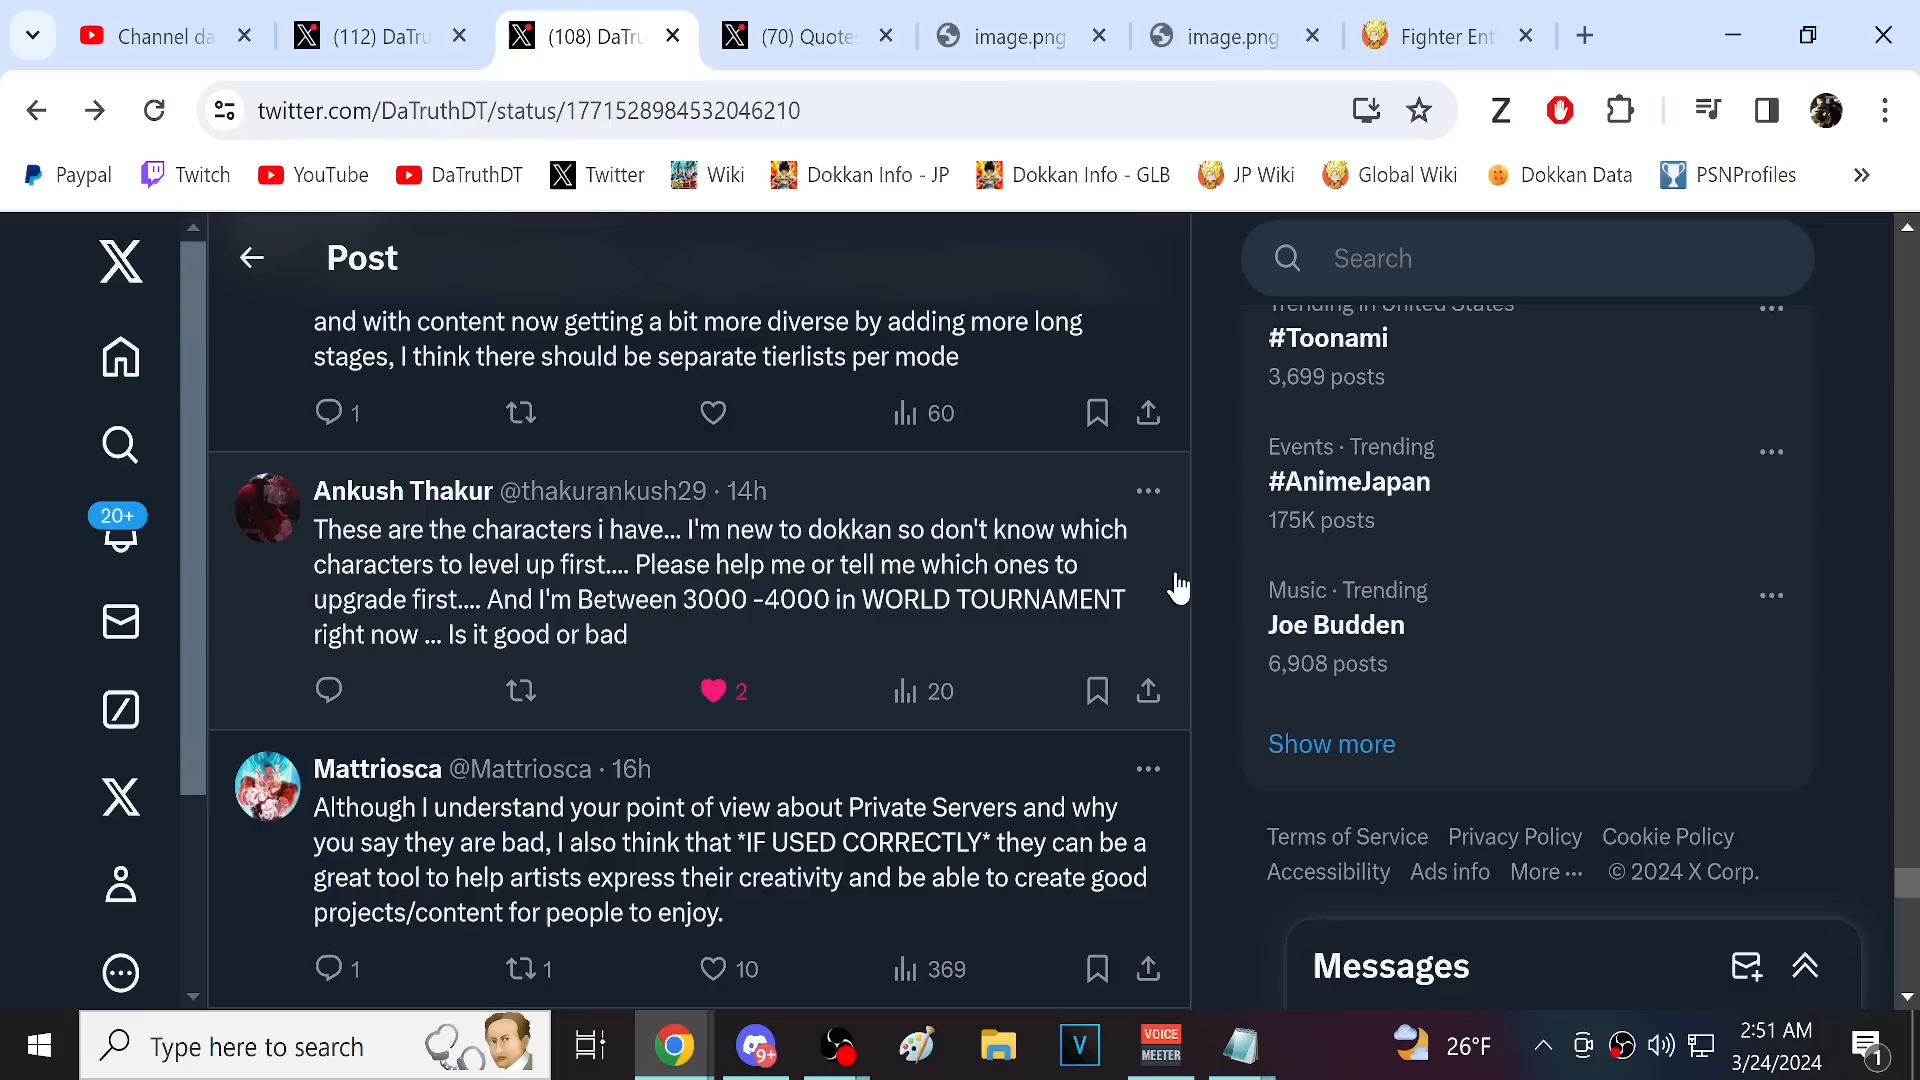 Channel da
(112) DaTru
(108) DaTru
(70) Quote
image.png
image.png
Fighter Ent
twitter.com/DaTruthDT/status/1771528984532046210
Z
Paypal
Twitch
YouTube
DaTruthDT
Twitter
Wiki
Dokkan Info - JP
Dokkan Info - GLB
JP Wiki
Global Wiki
Dokkan Data
PSNProfiles
»
Post
Search
20+
and with content now getting a bit more diverse by adding more long
stages, I think there should be separate tierlists per mode
1
60
Ankush Thakur @thakurankush29 · 14h
These are the characters i have... I'm new to dokkan so don't know which
characters to level up first.... Please help me or tell me which ones to
upgrade first.... And I'm Between 3000 -4000 in WORLD TOURNAMENT
right now ... Is it good or bad
2
20
Mattriosca @Mattriosca · 16h
Although I understand your point of view about Private Servers and why
you say they are bad, I also think that *IF USED CORRECTLY* they can be a
great tool to help artists express their creativity and be able to create good
projects/content for people to enjoy.
1
1
10
369
Trending in United States
#Toonami
3,699 posts
Events · Trending
#AnimeJapan
175K posts
Music · Trending
Joe Budden
6,908 posts
Show more
Terms of Service Privacy Policy Cookie Policy
Accessibility Ads info More ··· © 2024 X Corp.
Messages
Type here to search
9+
V
VOICE
MEETER
26°F
2:51 AM
3/24/2024
1